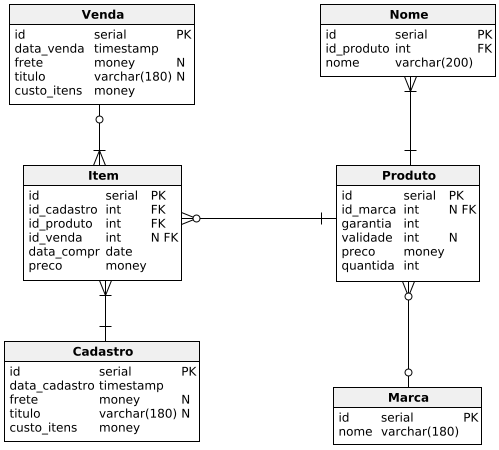 Venda
id serial PK
data_venda timestamp
frete money N
titulo varchar(180) N
custo_itens money
Nome
id serial PK
id_produto int FK
nome varchar(200)
Item
id serial PK
id_cadastro int FK
id_produto int FK
id_venda int N FK
data_compr date
preco money
Produto
id serial PK
id_marca int N FK
garantia int
validade int N
preco money
quantida int
Cadastro
id serial PK
data_cadastro timestamp
frete money N
titulo varchar(180) N
custo_itens money
Marca
id serial PK
nome varchar(180)